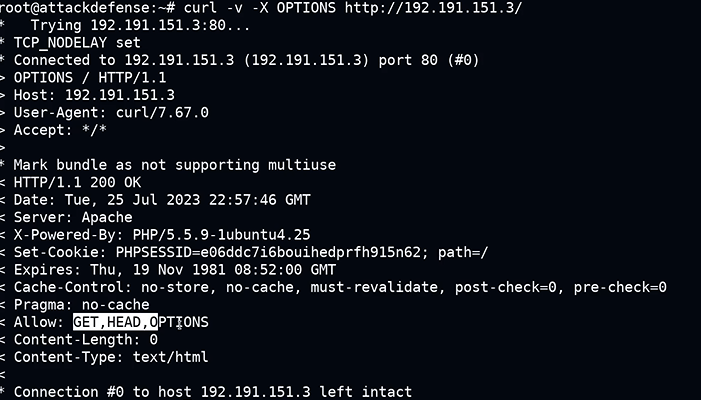 root@attackdefense:~# curl -v -X OPTIONS http://192.191.151.3/
*   Trying 192.191.151.3:80...
* TCP_NODELAY set
* Connected to 192.191.151.3 (192.191.151.3) port 80 (#0)
> OPTIONS / HTTP/1.1
> Host: 192.191.151.3
> User-Agent: curl/7.67.0
> Accept: */*
>
* Mark bundle as not supporting multiuse
< HTTP/1.1 200 OK
< Date: Tue, 25 Jul 2023 22:57:46 GMT
< Server: Apache
< X-Powered-By: PHP/5.5.9-1ubuntu4.25
< Set-Cookie: PHPSESSID=e06ddc7i6bouihedprfh915n62; path=/
< Expires: Thu, 19 Nov 1981 08:52:00 GMT
< Cache-Control: no-store, no-cache, must-revalidate, post-check=0, pre-check=0
< Pragma: no-cache
< Allow: GET,HEAD,OPTIONS
< Content-Length: 0
< Content-Type: text/html
<
* Connection #0 to host 192.191.151.3 left intact